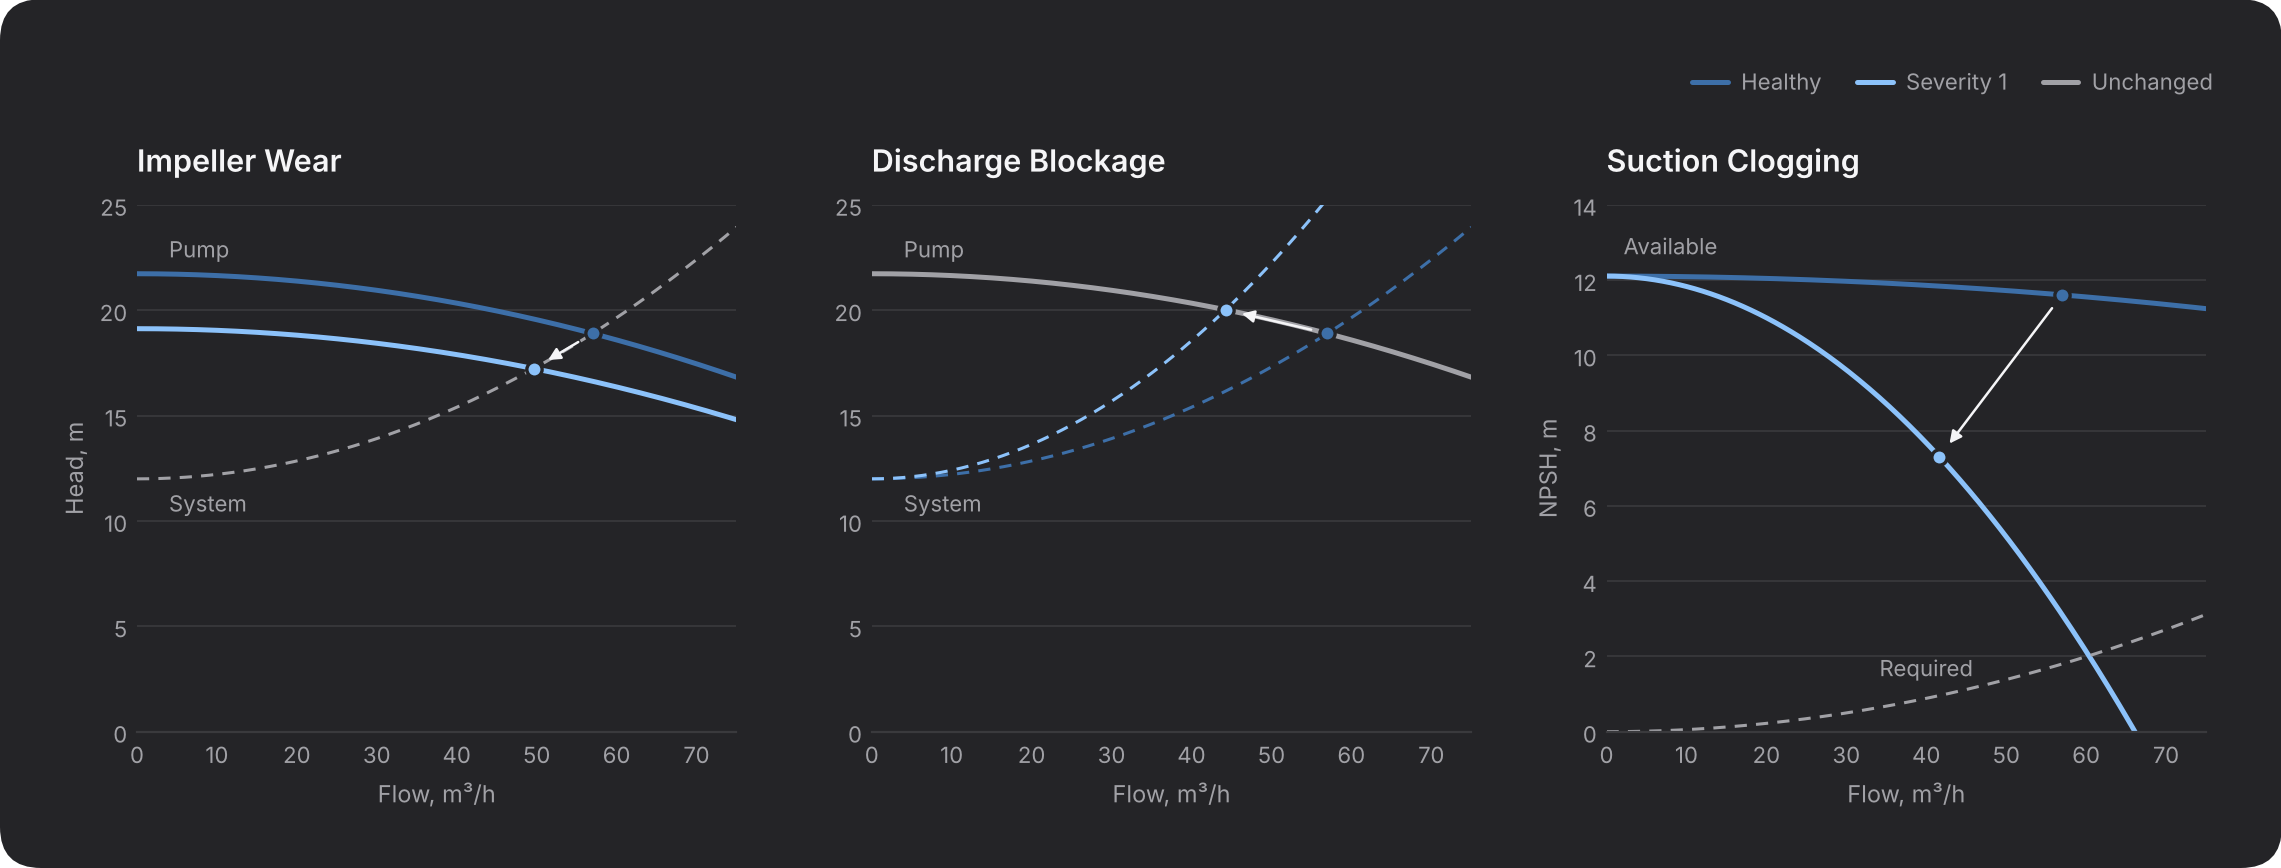 Healthy
Severity 1
Unchanged
Impeller Wear
25
20
15
10
5
0
Head, m
Pump
System
0 10 20 30 40 50 60 70
Flow, m³/h
Discharge Blockage
25
20
15
10
5
0
Pump
System
0 10 20 30 40 50 60 70
Flow, m³/h
Suction Clogging
14
12
10
8
6
4
2
0
NPSH, m
Available
Required
0 10 20 30 40 50 60 70
Flow, m³/h